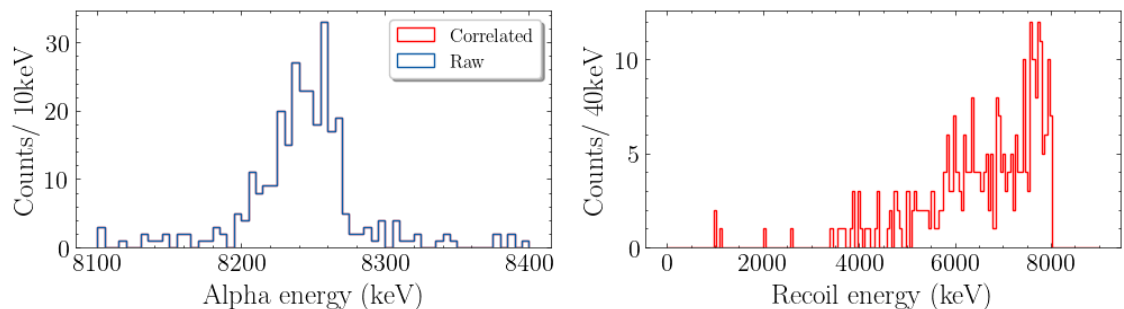 Counts/ 10keV
30
20
10
0
8100 8200 8300 8400
Alpha energy (keV)
Correlated
Raw
Counts/ 40keV
10
5
0
0 2000 4000 6000 8000
Recoil energy (keV)